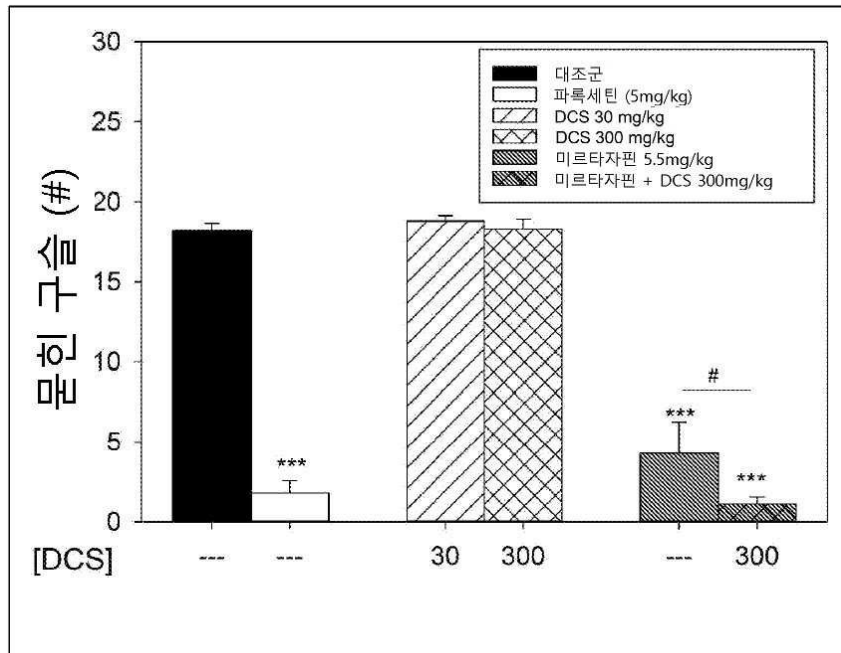 30
25
20
15
10
5
0
묻힌 구슬 (#)
대조군
파록세틴 (5mg/kg)
DCS 30 mg/kg
DCS 300 mg/kg
미르타자핀 5.5mg/kg
미르타자핀 + DCS 300mg/kg
***
#
***
***
[DCS] --- --- 30 300 --- 300